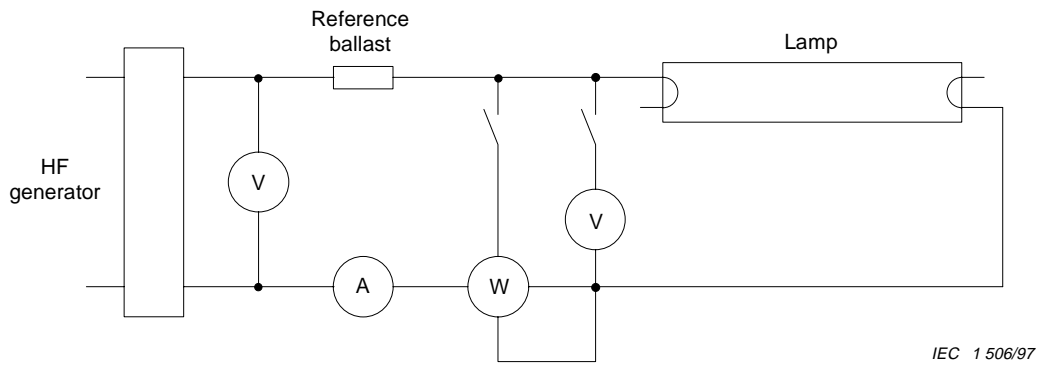 Reference
ballast
Lamp
HF
generator
V
V
A
W
IEC 1 506/97